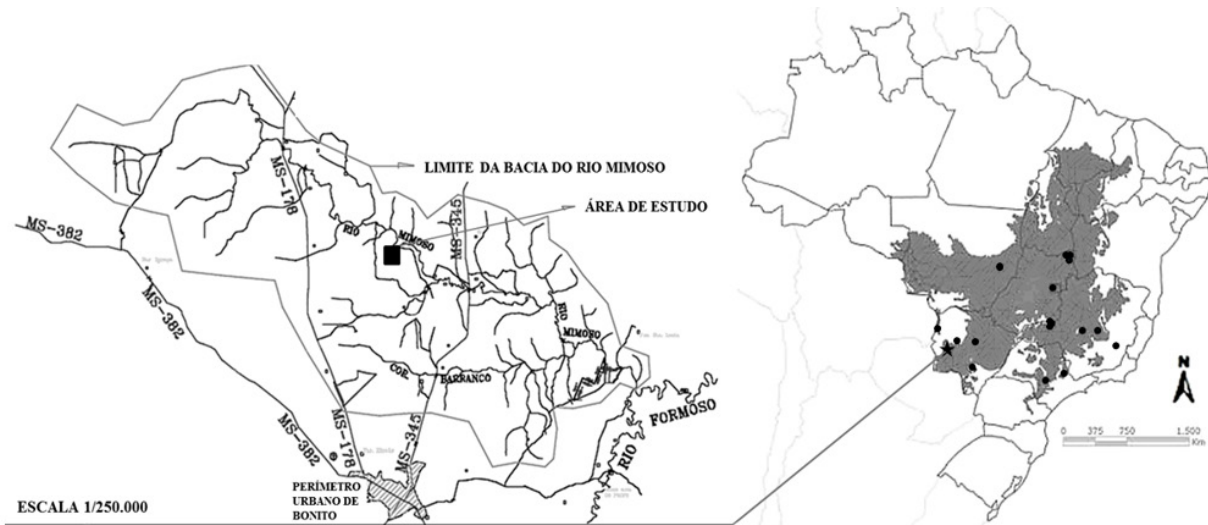 LIMITE DA BACIA DO RIO MIMOSO
ÁREA DE ESTUDO
MS-178
MS-345
RIO
MIMOSO
MS-382
MS-382
RIO
MIMOSO
COR.
BARRANCO
FORMOSO
RIO
MS-382
MS-178
MS-345
PERÍMETRO
URBANO DE
BONITO
ESCALA 1/250.000
N
0 375 750 1.500
Km